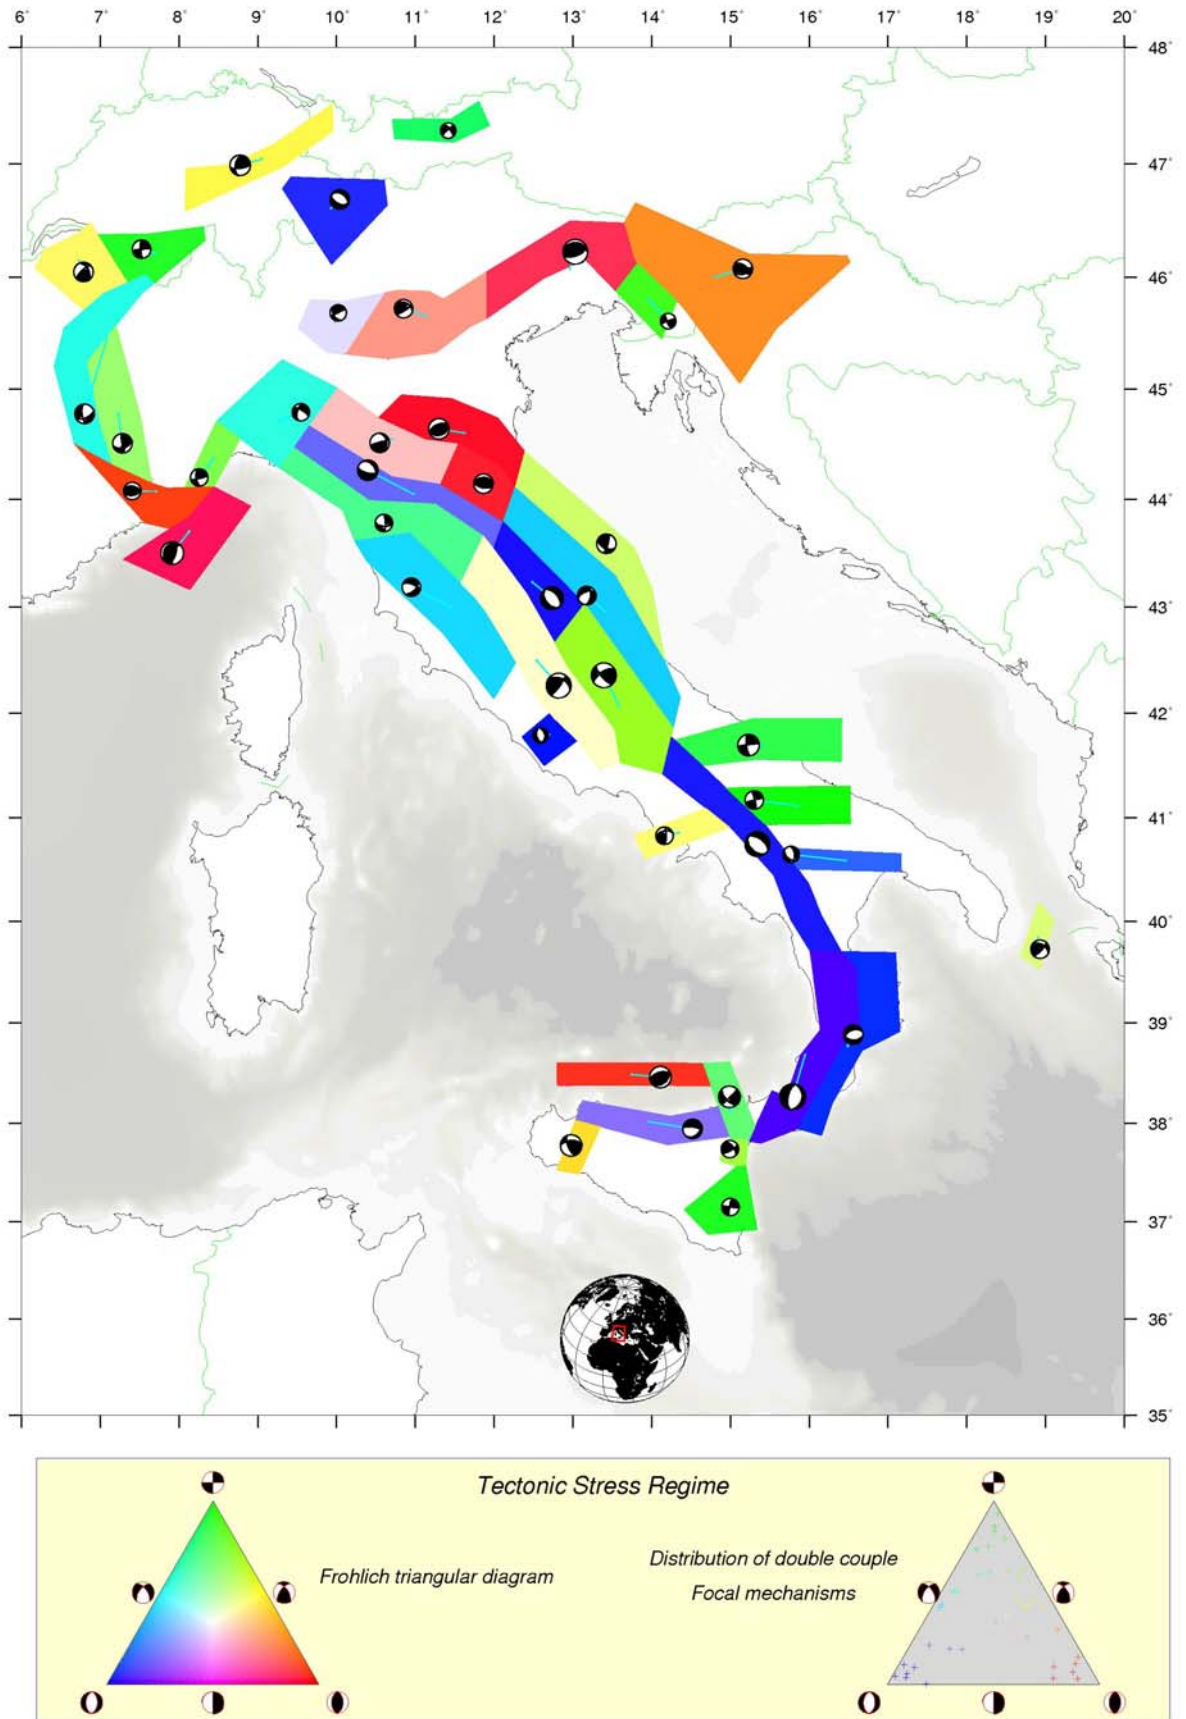 6° 7° 8° 9° 10° 11° 12° 13° 14° 15° 16° 17° 18° 19° 20°
48°
47°
46°
45°
44°
43°
42°
41°
40°
39°
38°
37°
36°
35°
Tectonic Stress Regime
Frohlich triangular diagram
Distribution of double couple
Focal mechanisms